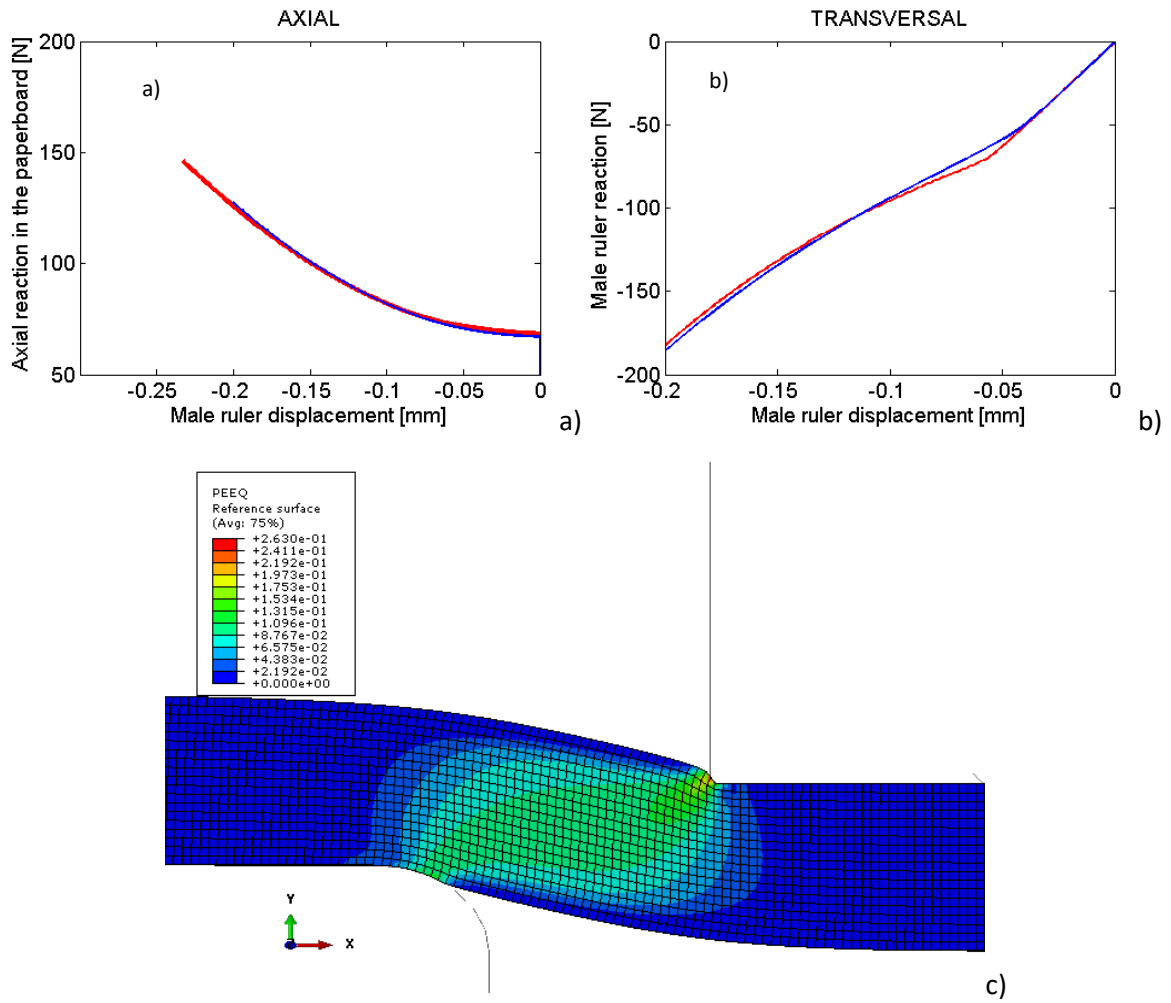 AXIAL
Axial reaction in the paperboard [N]
200
150
100
50
a)
-0.25
-0.2
-0.15
-0.1
-0.05
0
Male ruler displacement [mm]
a)
TRANSVERSAL
Male ruler reaction [N]
0
-50
-100
-150
-200
b)
-0.2
-0.15
-0.1
-0.05
0
Male ruler displacement [mm]
b)
PEEQ
Reference surface
(Avg: 75%)
+2.630e-01
+2.411e-01
+2.192e-01
+1.973e-01
+1.753e-01
+1.534e-01
+1.315e-01
+1.096e-01
+8.767e-02
+6.575e-02
+4.383e-02
+2.192e-02
+0.000e+00
Y
X
c)